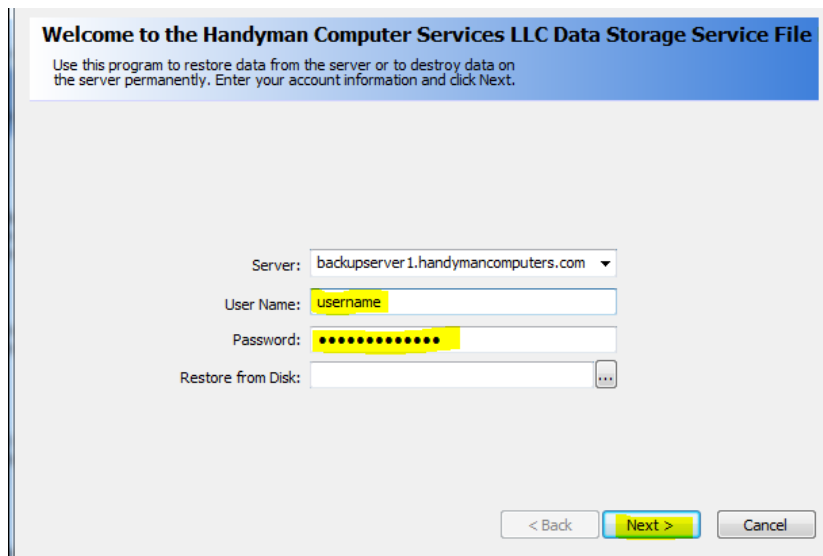 Welcome to the Handyman Computer Services LLC Data Storage Service File
Use this program to restore data from the server or to destroy data on
the server permanently. Enter your account information and click Next.
Server: backupserver1.handymancomputers.com
User Name: username
Password: •••••••••••••
Restore from Disk: ...
< Back Next > Cancel